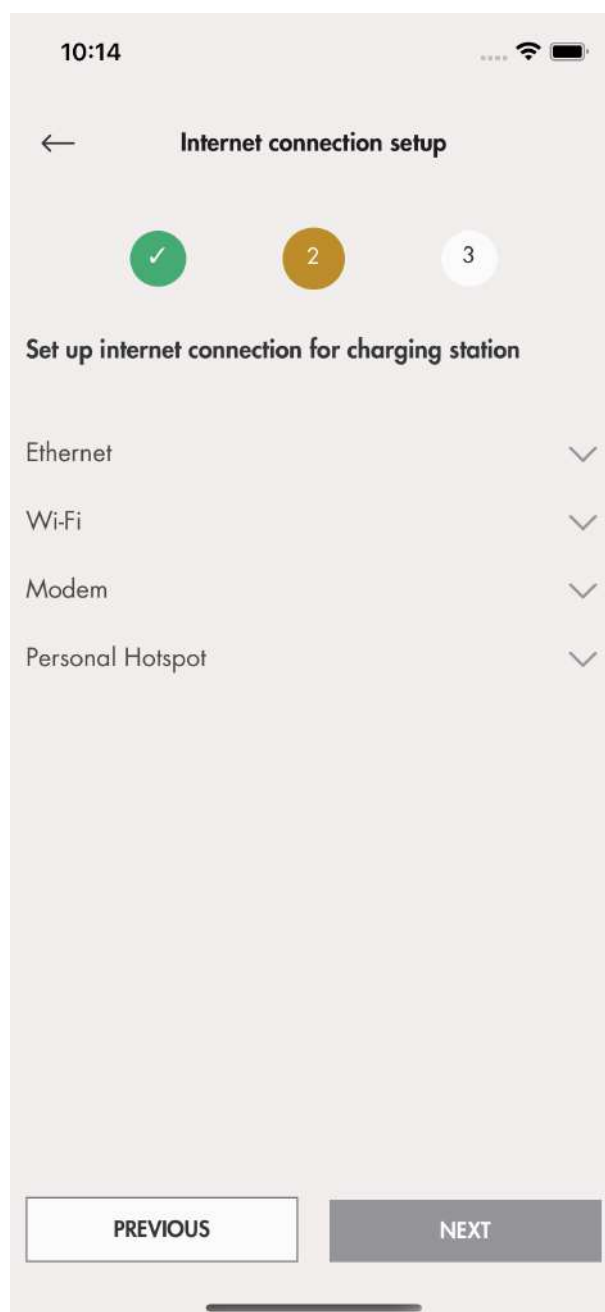 10:14
Internet connection setup
✓ 2 3
Set up internet connection for charging station
Ethernet
Wi-Fi
Modem
Personal Hotspot
PREVIOUS NEXT